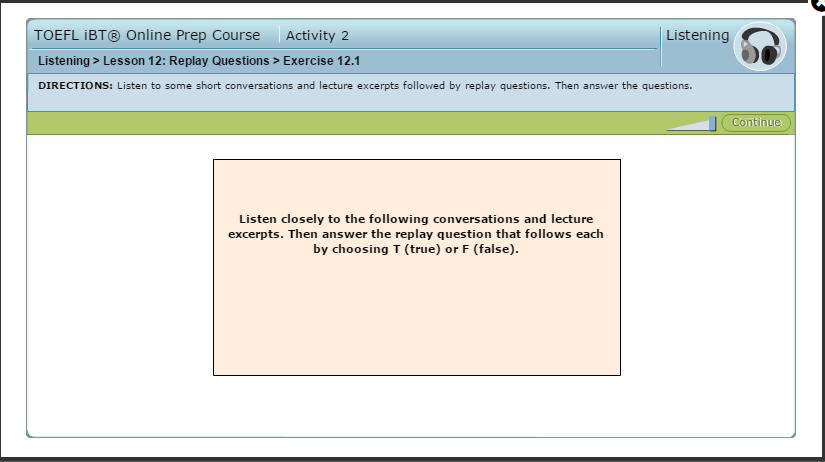 TOEFL iBT® Online Prep Course Activity 2 Listening
Listening > Lesson 12: Replay Questions > Exercise 12.1
DIRECTIONS: Listen to some short conversations and lecture excerpts followed by replay questions. Then answer the questions.
Continue
Listen closely to the following conversations and lecture
excerpts. Then answer the replay question that follows each
by choosing T (true) or F (false).